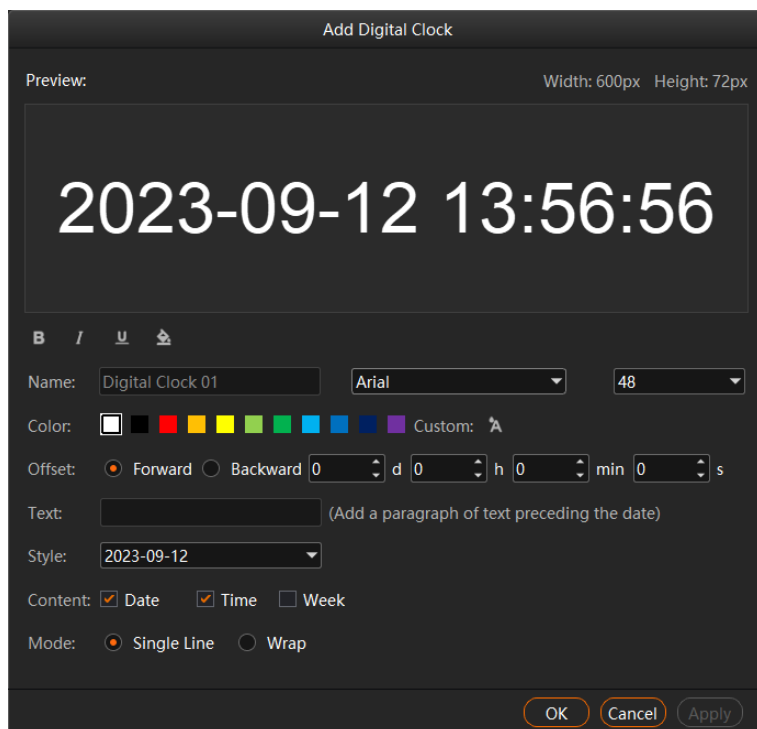 Add Digital Clock
Preview: Width: 600px Height: 72px
2023-09-12 13:56:56
B I U
Name: Digital Clock 01 Arial 48
Color: Custom: A
Offset: Forward Backward 0 d 0 h 0 min 0 s
Text: (Add a paragraph of text preceding the date)
Style: 2023-09-12
Content: Date Time Week
Mode: Single Line Wrap
OK Cancel Apply